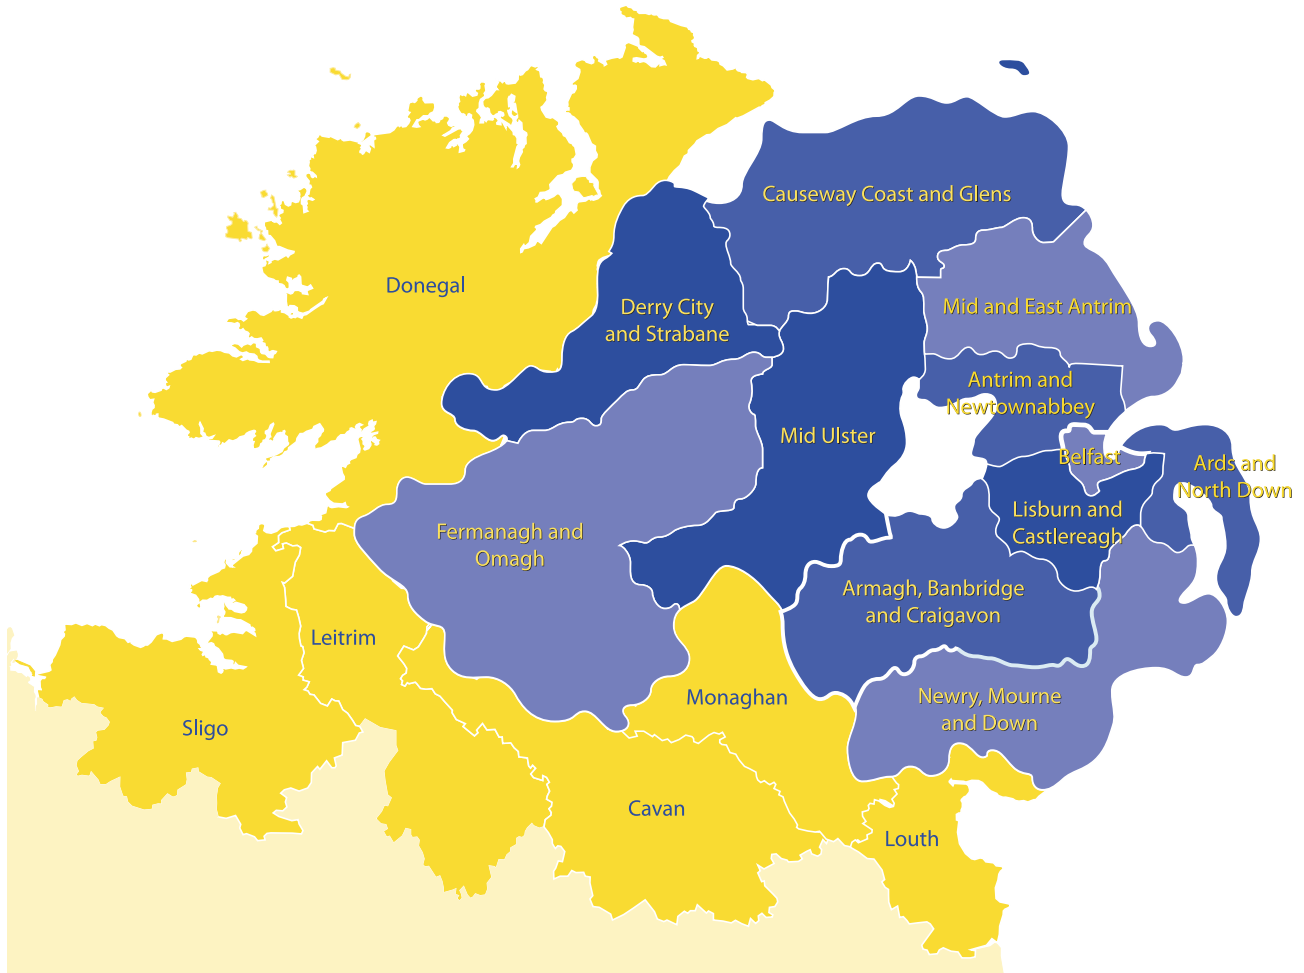 Causeway Coast and Glens
Donegal
Derry City
and Strabane
Mid and East Antrim
Antrim and
Newtownabbey
Mid Ulster
Belfast
Ards and
North Down
Fermanagh and
Omagh
Lisburn and
Castlereagh
Armagh, Banbridge
and Craigavon
Leitrim
Monaghan
Newry, Mourne
and Down
Sligo
Cavan
Louth